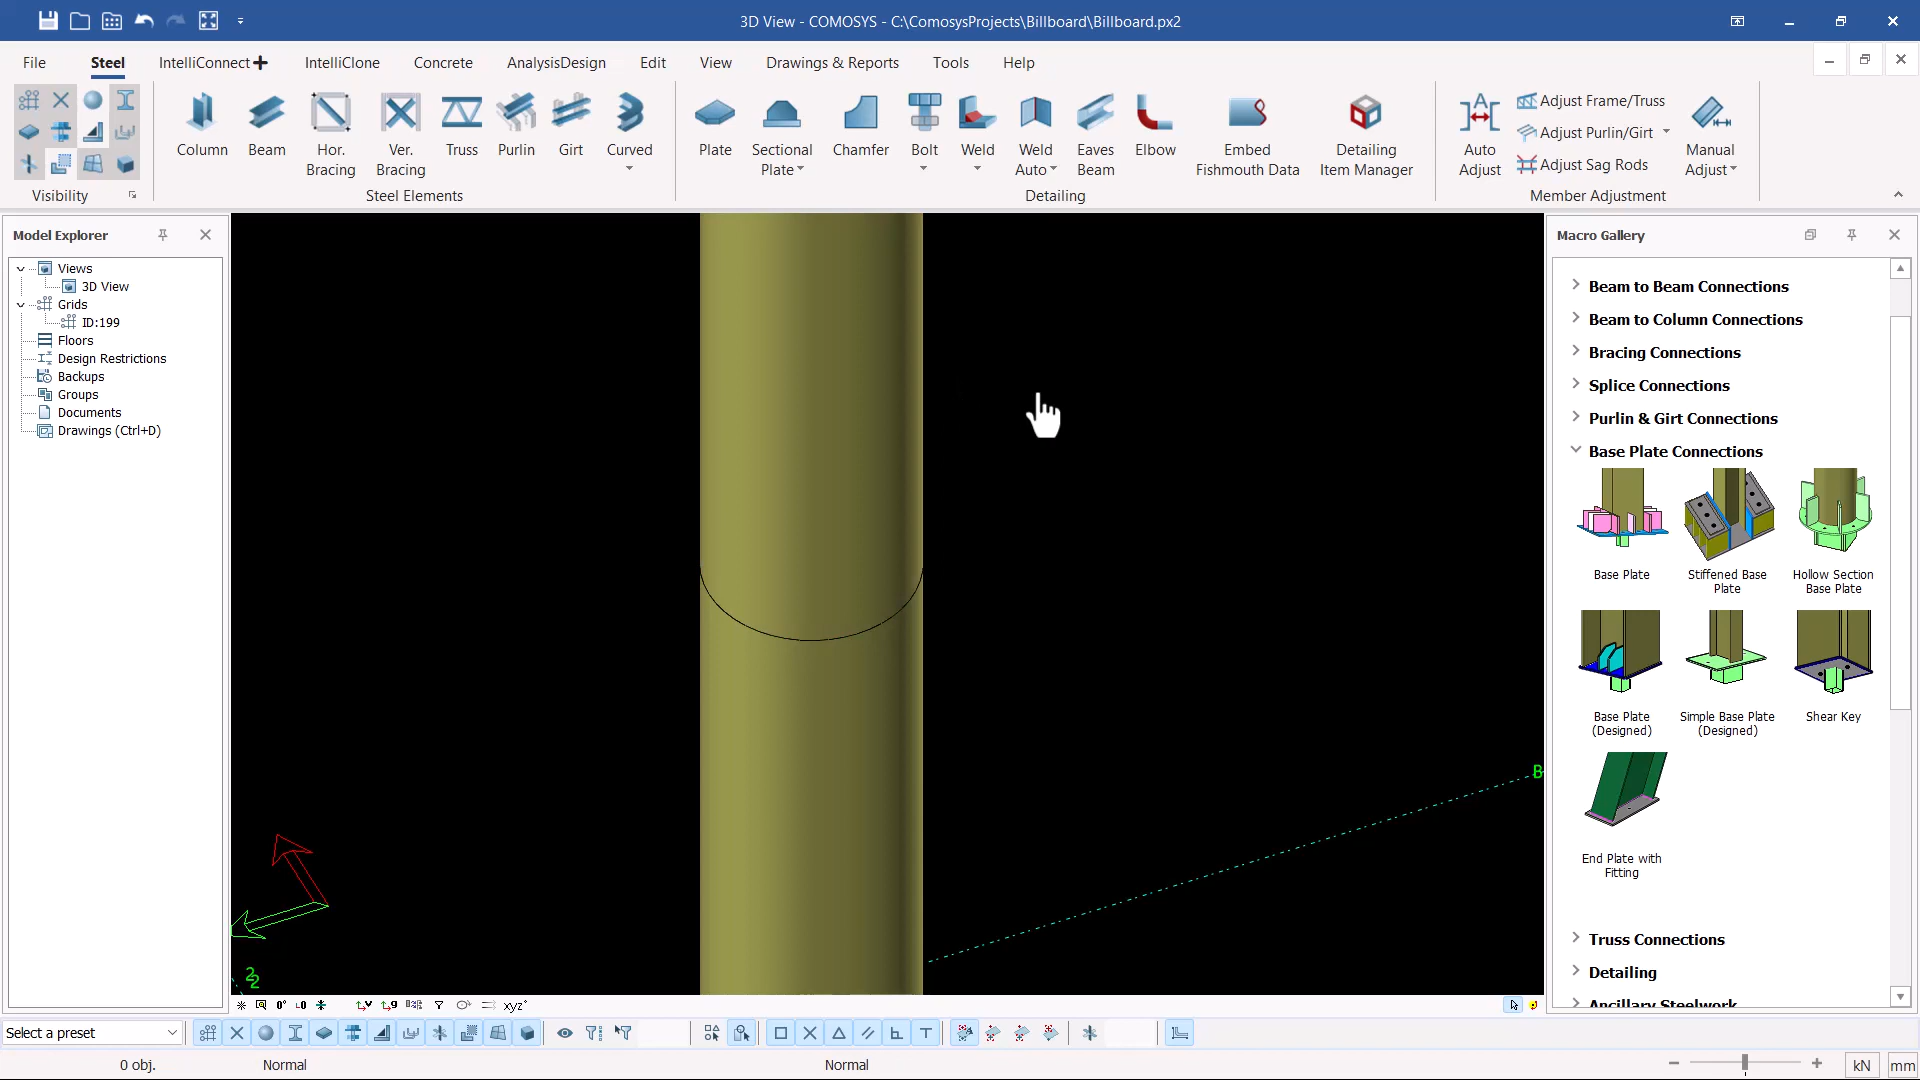 3D View - COMOSYS - C:\ComosysProjects\Billboard\Billboard.px2
File Steel IntelliConnect IntelliClone Concrete AnalysisDesign Edit View Drawings & Reports Tools Help
Visibility
Column
Beam
Hor. Bracing
Ver. Bracing
Truss
Purlin
Girt
Curved
Steel Elements
Plate
Sectional Plate
Chamfer
Bolt
Weld
Weld Auto
Eaves Beam
Elbow
Embed Fishmouth Data
Detailing Item Manager
Detailing
Auto Adjust
Adjust Frame/Truss
Adjust Purlin/Girt
Adjust Sag Rods
Manual Adjust
Member Adjustment
Model Explorer
Views
3D View
Grids
ID:199
Floors
Design Restrictions
Backups
Groups
Documents
Drawings (Ctrl+D)
B
2
2
Macro Gallery
Beam to Beam Connections
Beam to Column Connections
Bracing Connections
Splice Connections
Purlin & Girt Connections
Base Plate Connections
Base Plate
Stiffened Base Plate
Hollow Section Base Plate
Base Plate (Designed)
Simple Base Plate (Designed)
Shear Key
End Plate with Fitting
Truss Connections
Detailing
Ancillary Steelwork
xyz°
Select a preset
0 obj.
Normal
Normal
kN
mm